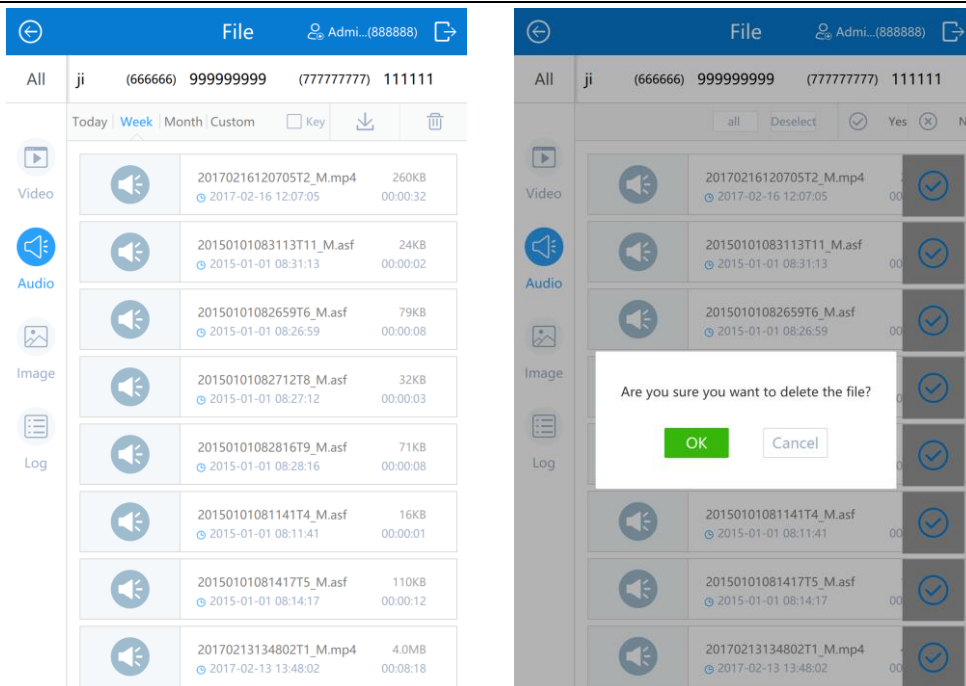 File Admi...(888888)
All ji (666666) 999999999 (777777777) 111111
Today Week Month Custom Key
Video
Audio
Image
Log
20170216120705T2_M.mp4 260KB
2017-02-16 12:07:05 00:00:32
20150101083113T11_M.asf 24KB
2015-01-01 08:31:13 00:00:02
20150101082659T6_M.asf 79KB
2015-01-01 08:26:59 00:00:08
20150101082712T8_M.asf 32KB
2015-01-01 08:27:12 00:00:03
20150101082816T9_M.asf 71KB
2015-01-01 08:28:16 00:00:08
20150101081141T4_M.asf 16KB
2015-01-01 08:11:41 00:00:01
20150101081417T5_M.asf 110KB
2015-01-01 08:14:17 00:00:12
20170213134802T1_M.mp4 4.0MB
2017-02-13 13:48:02 00:08:18
File Admi...(888888)
All ji (666666) 999999999 (777777777) 111111
all Deselect Yes N
Video
Audio
Image
Log
20170216120705T2_M.mp4
2017-02-16 12:07:05 00
20150101083113T11_M.asf
2015-01-01 08:31:13 00
20150101082659T6_M.asf
2015-01-01 08:26:59 00
Are you sure you want to delete the file?
OK Cancel
20150101081141T4_M.asf
2015-01-01 08:11:41 00
20150101081417T5_M.asf
2015-01-01 08:14:17 00
20170213134802T1_M.mp4
2017-02-13 13:48:02 00